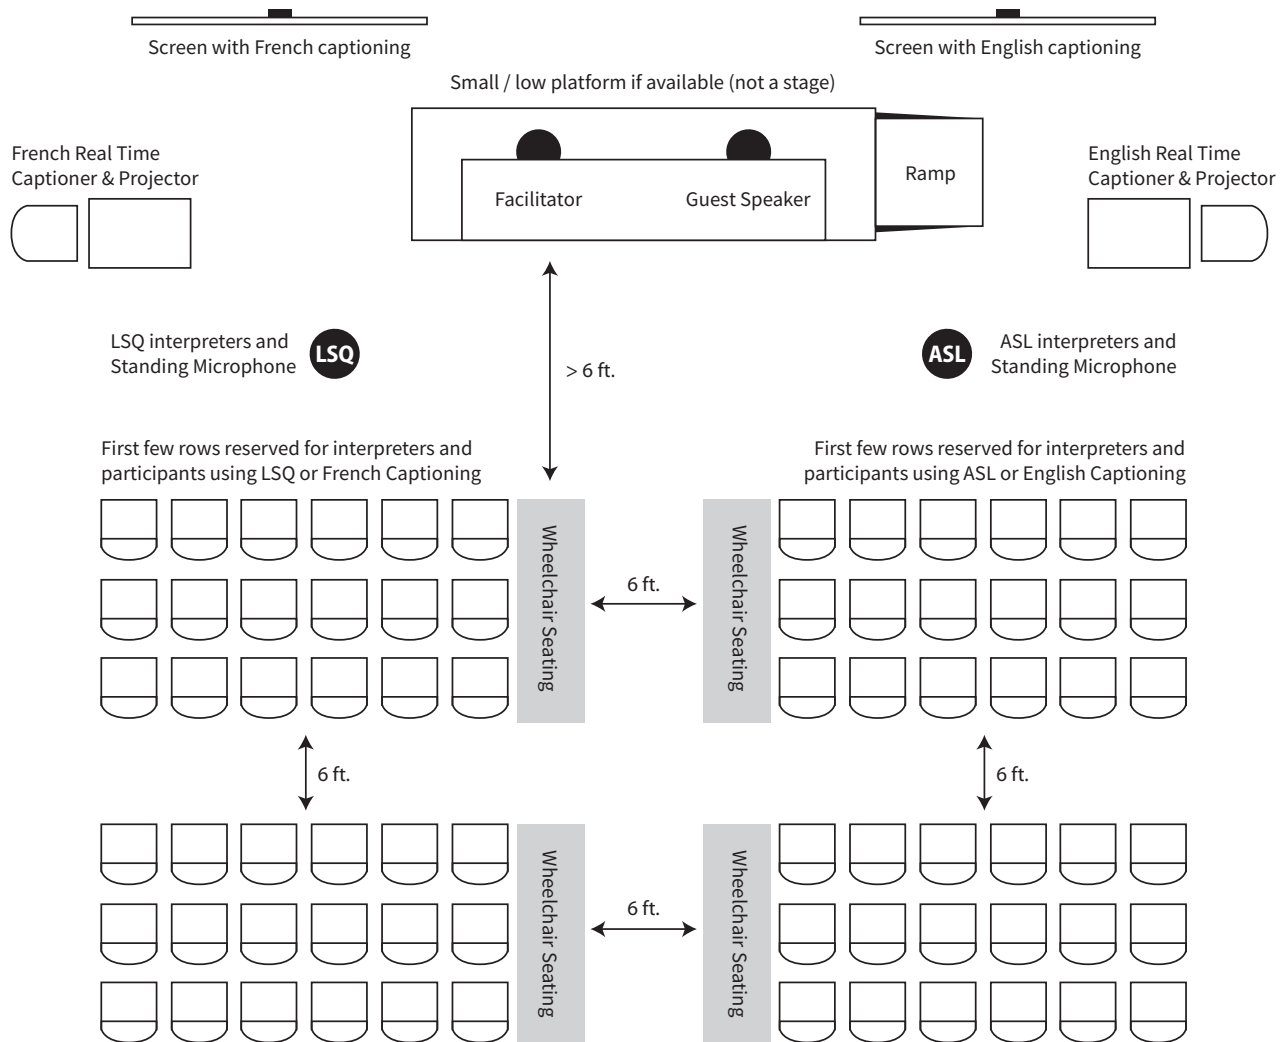 Screen with French captioning
Screen with English captioning
Small / low platform if available (not a stage)
French Real Time
Captioner & Projector
Facilitator
Guest Speaker
Ramp
English Real Time
Captioner & Projector
LSQ interpreters and
Standing Microphone
LSQ
> 6 ft.
ASL
ASL interpreters and
Standing Microphone
First few rows reserved for interpreters and
participants using LSQ or French Captioning
First few rows reserved for interpreters and
participants using ASL or English Captioning
Wheelchair Seating
6 ft.
Wheelchair Seating
6 ft.
6 ft.
Wheelchair Seating
6 ft.
Wheelchair Seating